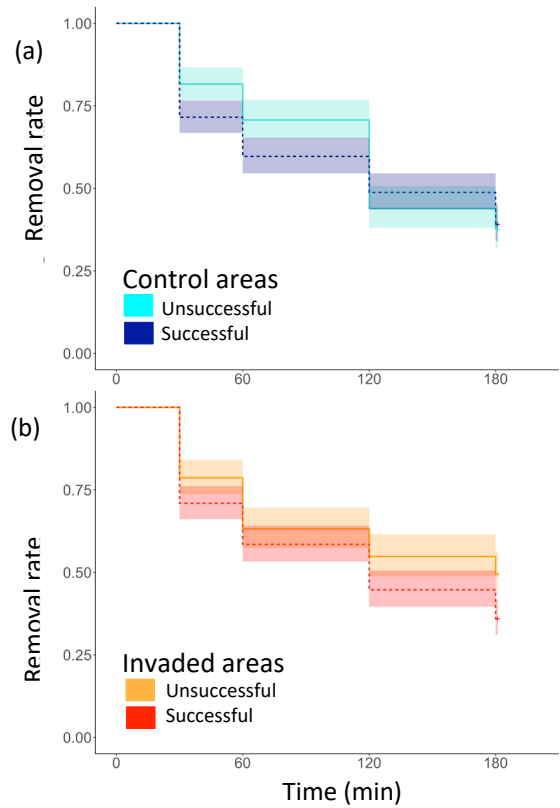 (a)
1.00
0.75
0.50
0.25
0.00
Removal rate
Control areas
Unsuccessful
Successful
0
60
120
180
(b)
1.00
0.75
0.50
0.25
0.00
Removal rate
Invaded areas
Unsuccessful
Successful
0
60
120
180
Time (min)